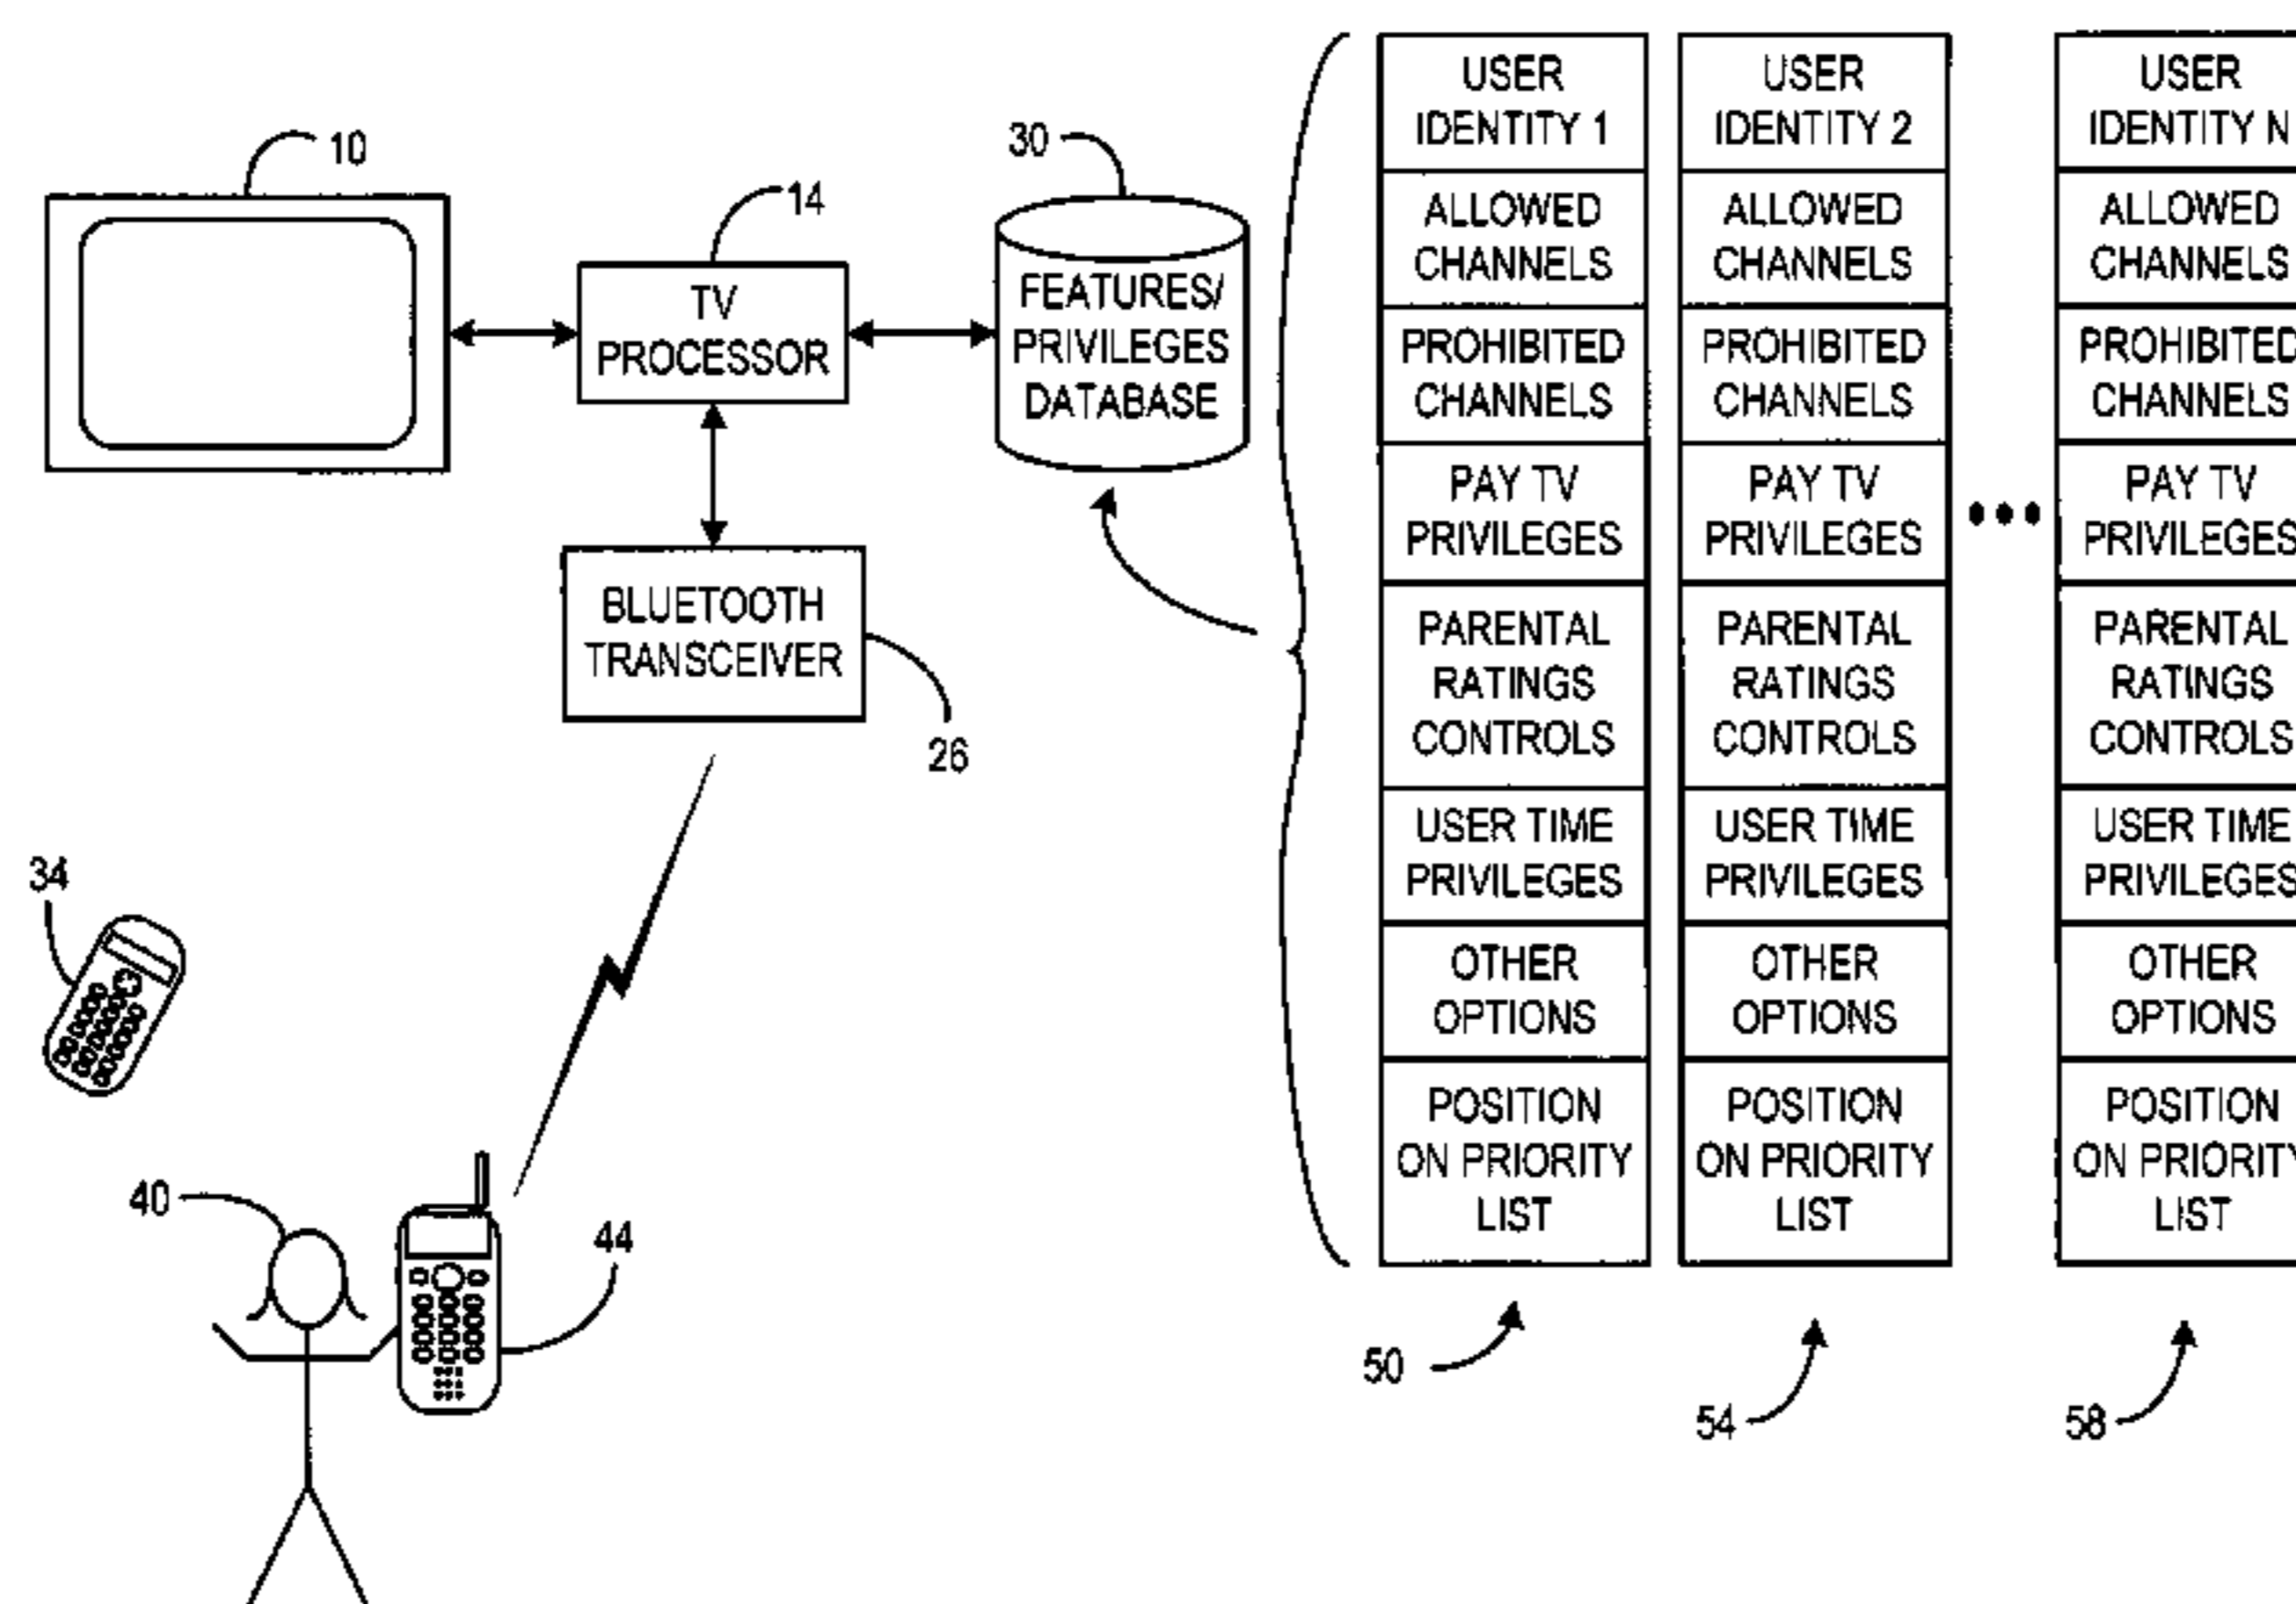 10
14
30
TV
PROCESSOR
FEATURES/
PRIVILEGES
DATABASE
BLUETOOTH
TRANSCEIVER
26
34
40
44
USER
IDENTITY 1
ALLOWED
CHANNELS
PROHIBITED
CHANNELS
PAY TV
PRIVILEGES
PARENTAL
RATINGS
CONTROLS
USER TIME
PRIVILEGES
OTHER
OPTIONS
POSITION
ON PRIORITY
LIST
50
USER
IDENTITY 2
ALLOWED
CHANNELS
PROHIBITED
CHANNELS
PAY TV
PRIVILEGES
PARENTAL
RATINGS
CONTROLS
USER TIME
PRIVILEGES
OTHER
OPTIONS
POSITION
ON PRIORITY
LIST
54
USER
IDENTITY N
ALLOWED
CHANNELS
PROHIBITED
CHANNELS
PAY TV
PRIVILEGES
PARENTAL
RATINGS
CONTROLS
USER TIME
PRIVILEGES
OTHER
OPTIONS
POSITION
ON PRIORITY
LIST
58